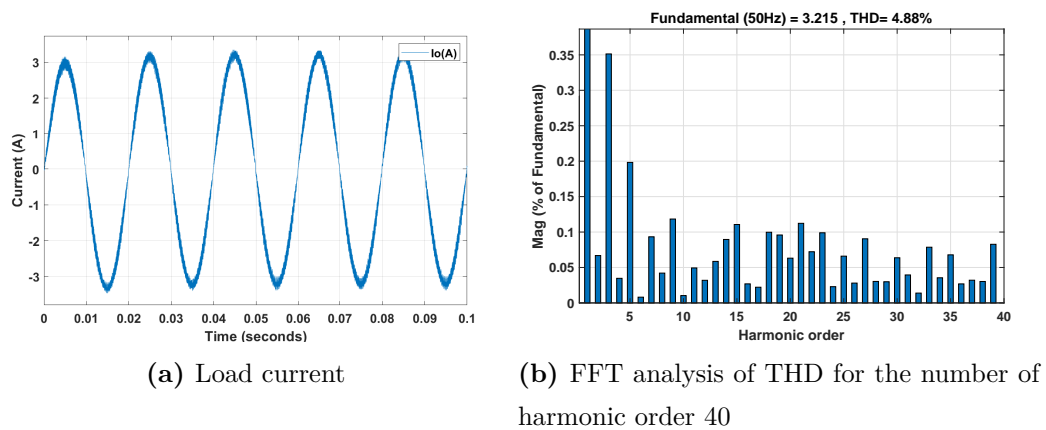 Io(A)
Current (A)
3
2
1
0
-1
-2
-3
0 0.01 0.02 0.03 0.04 0.05 0.06 0.07 0.08 0.09 0.1
Time (seconds)
(a) Load current
Fundamental (50Hz) = 3.215 , THD= 4.88%
Mag (% of Fundamental)
0.35
0.3
0.25
0.2
0.15
0.1
0.05
0
5 10 15 20 25 30 35 40
Harmonic order
(b) FFT analysis of THD for the number of
harmonic order 40